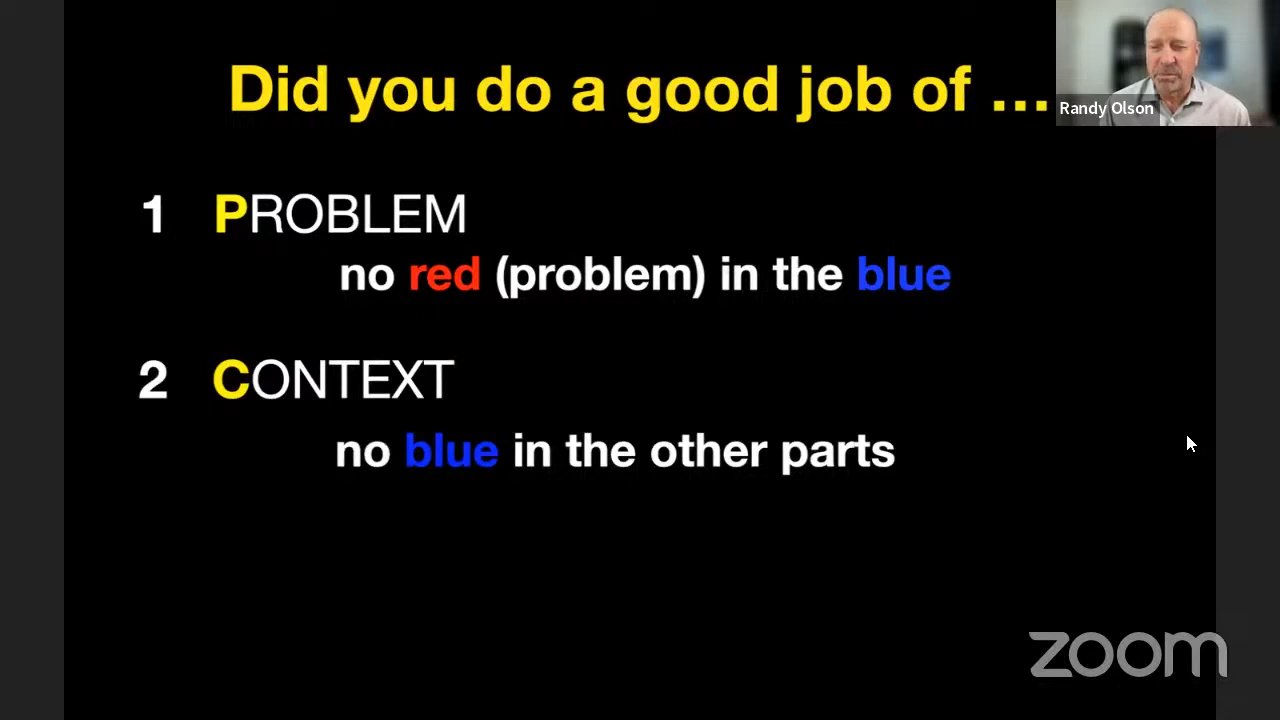 Did you do a good job of ...
Randy Olson
1 PROBLEM
no red (problem) in the blue
2 CONTEXT
no blue in the other parts
zoom